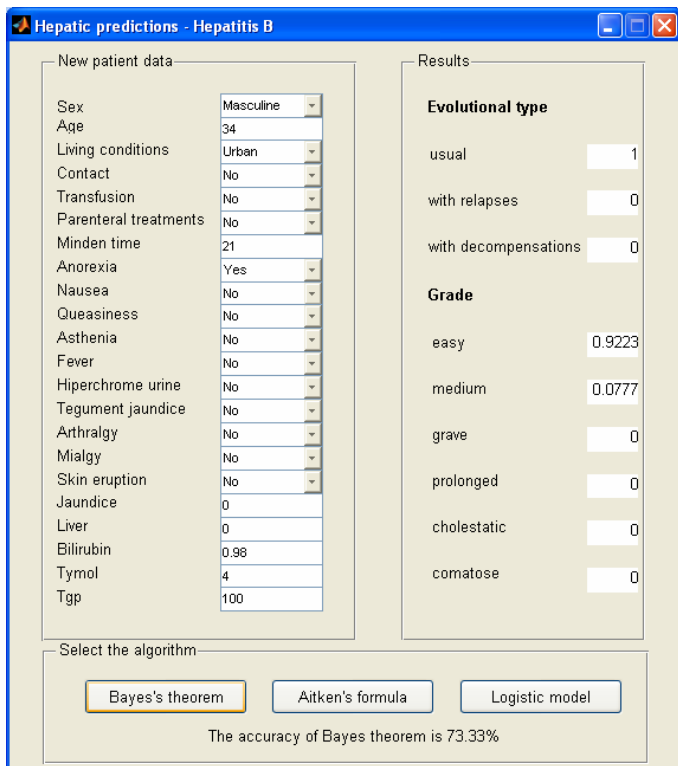 Hepatic predictions - Hepatitis B
New patient data
Sex Masculine
Age 34
Living conditions Urban
Contact No
Transfusion No
Parenteral treatments No
Minden time 21
Anorexia Yes
Nausea No
Queasiness No
Asthenia No
Fever No
Hiperchrome urine No
Tegument jaundice No
Arthralgy No
Mialgy No
Skin eruption No
Jaundice 0
Liver 0
Bilirubin 0.98
Tymol 4
Tgp 100
Results
Evolutional type
usual 1
with relapses 0
with decompensations 0
Grade
easy 0.9223
medium 0.0777
grave 0
prolonged 0
cholestatic 0
comatose 0
Select the algorithm
Bayes's theorem Aitken's formula Logistic model
The accuracy of Bayes theorem is 73.33%